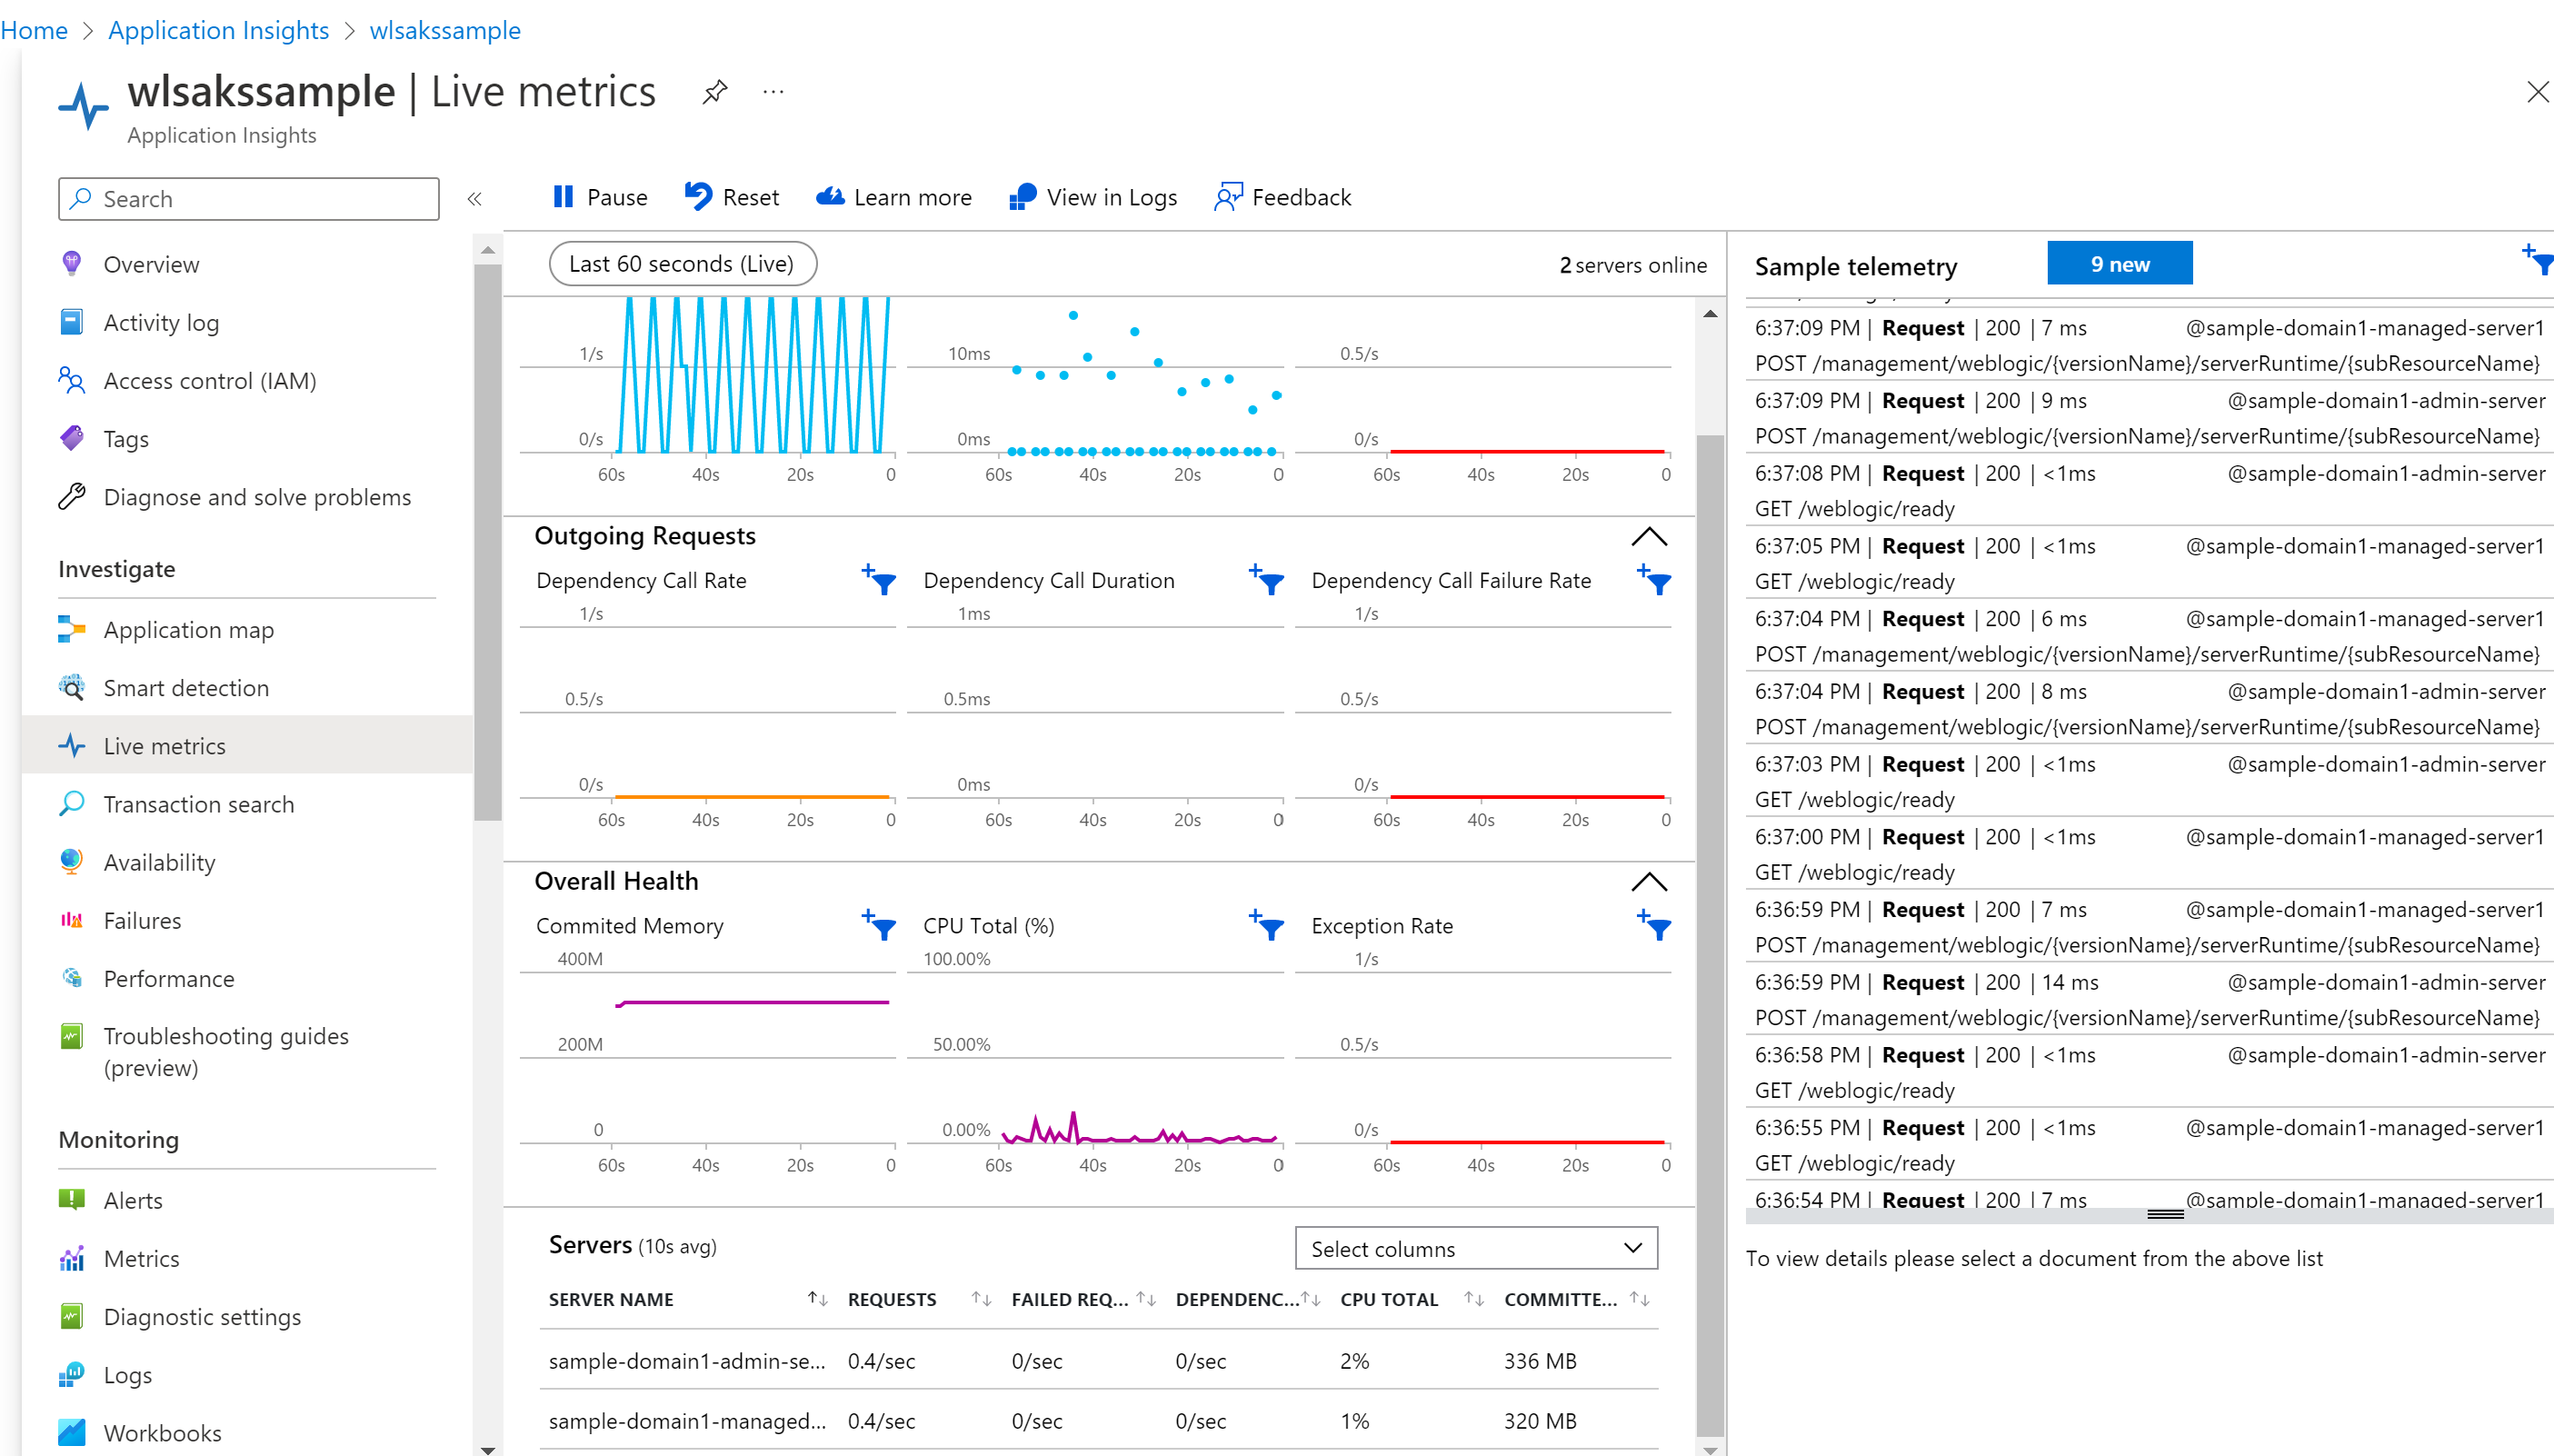 Home > Application Insights > wlsakssample
wlsakssample | Live metrics ...
Application Insights
Search «
Overview
Activity log
Access control (IAM)
Tags
Diagnose and solve problems
Investigate
Application map
Smart detection
Live metrics
Transaction search
Availability
Failures
Performance
Troubleshooting guides
(preview)
Monitoring
Alerts
Metrics
Diagnostic settings
Logs
Workbooks
Pause Reset Learn more View in Logs Feedback
Last 60 seconds (Live) 2 servers online
1/s 10ms 0.5/s
0/s 0ms 0/s
60s 40s 20s 0 60s 40s 20s 0 60s 40s 20s 0
Outgoing Requests
Dependency Call Rate Dependency Call Duration Dependency Call Failure Rate
1/s 1ms 1/s
0.5/s 0.5ms 0.5/s
0/s 0ms 0/s
60s 40s 20s 0 60s 40s 20s 0 60s 40s 20s 0
Overall Health
Commited Memory CPU Total (%) Exception Rate
400M 100.00% 1/s
200M 50.00% 0.5/s
0 0.00% 0/s
60s 40s 20s 0 60s 40s 20s 0 60s 40s 20s 0
Servers (10s avg) Select columns
SERVER NAME REQUESTS FAILED REQ... DEPENDENC... CPU TOTAL COMMITTE...
sample-domain1-admin-se... 0.4/sec 0/sec 0/sec 2% 336 MB
sample-domain1-managed... 0.4/sec 0/sec 0/sec 1% 320 MB
Sample telemetry 9 new
6:37:09 PM | Request | 200 | 7 ms @sample-domain1-managed-server1
POST /management/weblogic/{versionName}/serverRuntime/{subResourceName}
6:37:09 PM | Request | 200 | 9 ms @sample-domain1-admin-server
POST /management/weblogic/{versionName}/serverRuntime/{subResourceName}
6:37:08 PM | Request | 200 | <1ms @sample-domain1-admin-server
GET /weblogic/ready
6:37:05 PM | Request | 200 | <1ms @sample-domain1-managed-server1
GET /weblogic/ready
6:37:04 PM | Request | 200 | 6 ms @sample-domain1-managed-server1
POST /management/weblogic/{versionName}/serverRuntime/{subResourceName}
6:37:04 PM | Request | 200 | 8 ms @sample-domain1-admin-server
POST /management/weblogic/{versionName}/serverRuntime/{subResourceName}
6:37:03 PM | Request | 200 | <1ms @sample-domain1-admin-server
GET /weblogic/ready
6:37:00 PM | Request | 200 | <1ms @sample-domain1-managed-server1
GET /weblogic/ready
6:36:59 PM | Request | 200 | 7 ms @sample-domain1-managed-server1
POST /management/weblogic/{versionName}/serverRuntime/{subResourceName}
6:36:59 PM | Request | 200 | 14 ms @sample-domain1-admin-server
POST /management/weblogic/{versionName}/serverRuntime/{subResourceName}
6:36:58 PM | Request | 200 | <1ms @sample-domain1-admin-server
GET /weblogic/ready
6:36:55 PM | Request | 200 | <1ms @sample-domain1-managed-server1
GET /weblogic/ready
6:36:54 PM | Request | 200 | 7 ms @sample-domain1-managed-server1
To view details please select a document from the above list